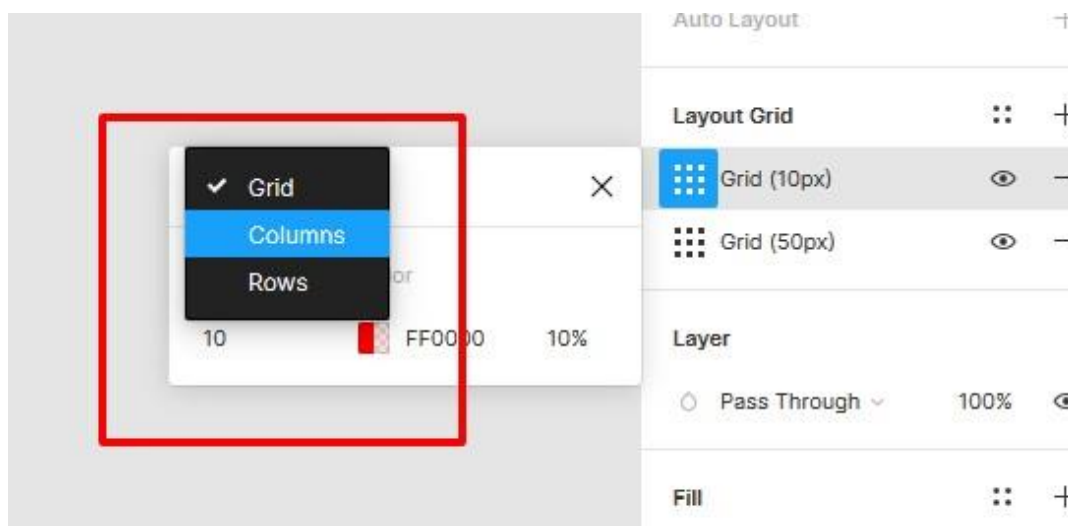 Auto Layout
Layout Grid
Grid
Grid (10px)
Columns
Grid (50px)
Rows
or
10 FF0000 10%
Layer
Pass Through 100%
Fill